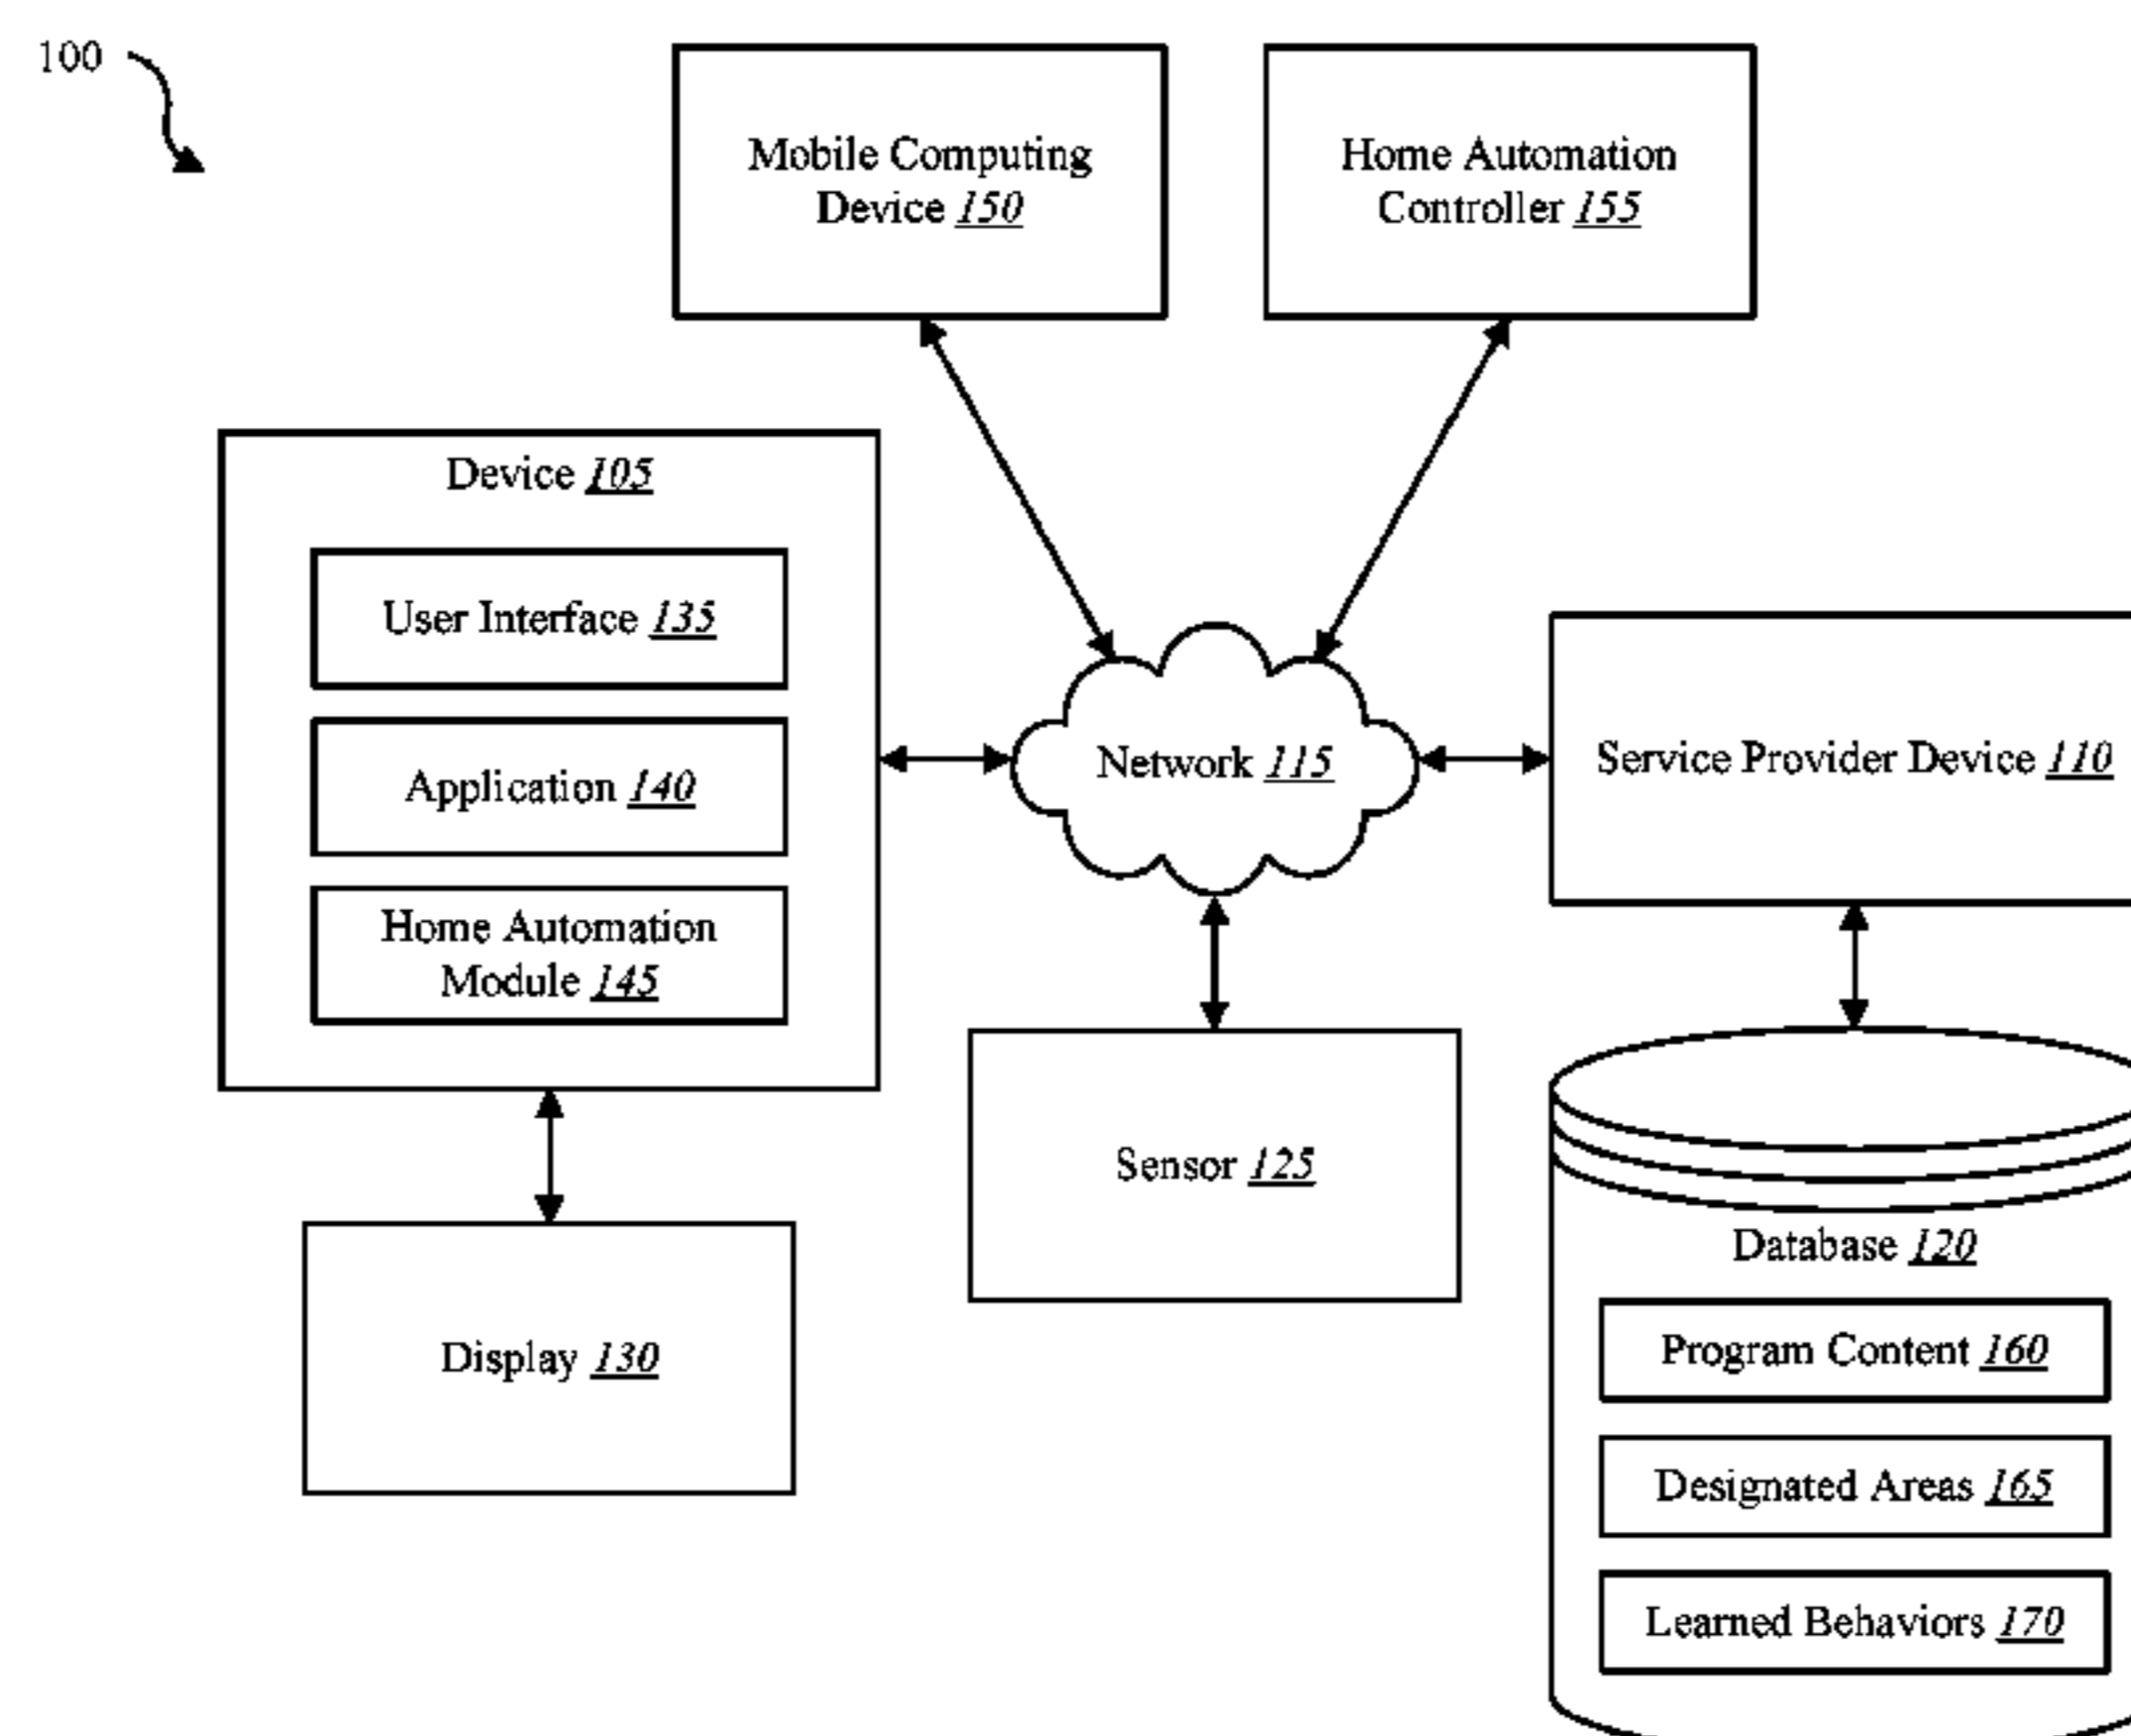 100
Mobile Computing
Device 150
Home Automation
Controller 155
Device 105
User Interface 135
Application 140
Home Automation
Module 145
Network 115
Service Provider Device 110
Sensor 125
Display 130
Database 120
Program Content 160
Designated Areas 165
Learned Behaviors 170